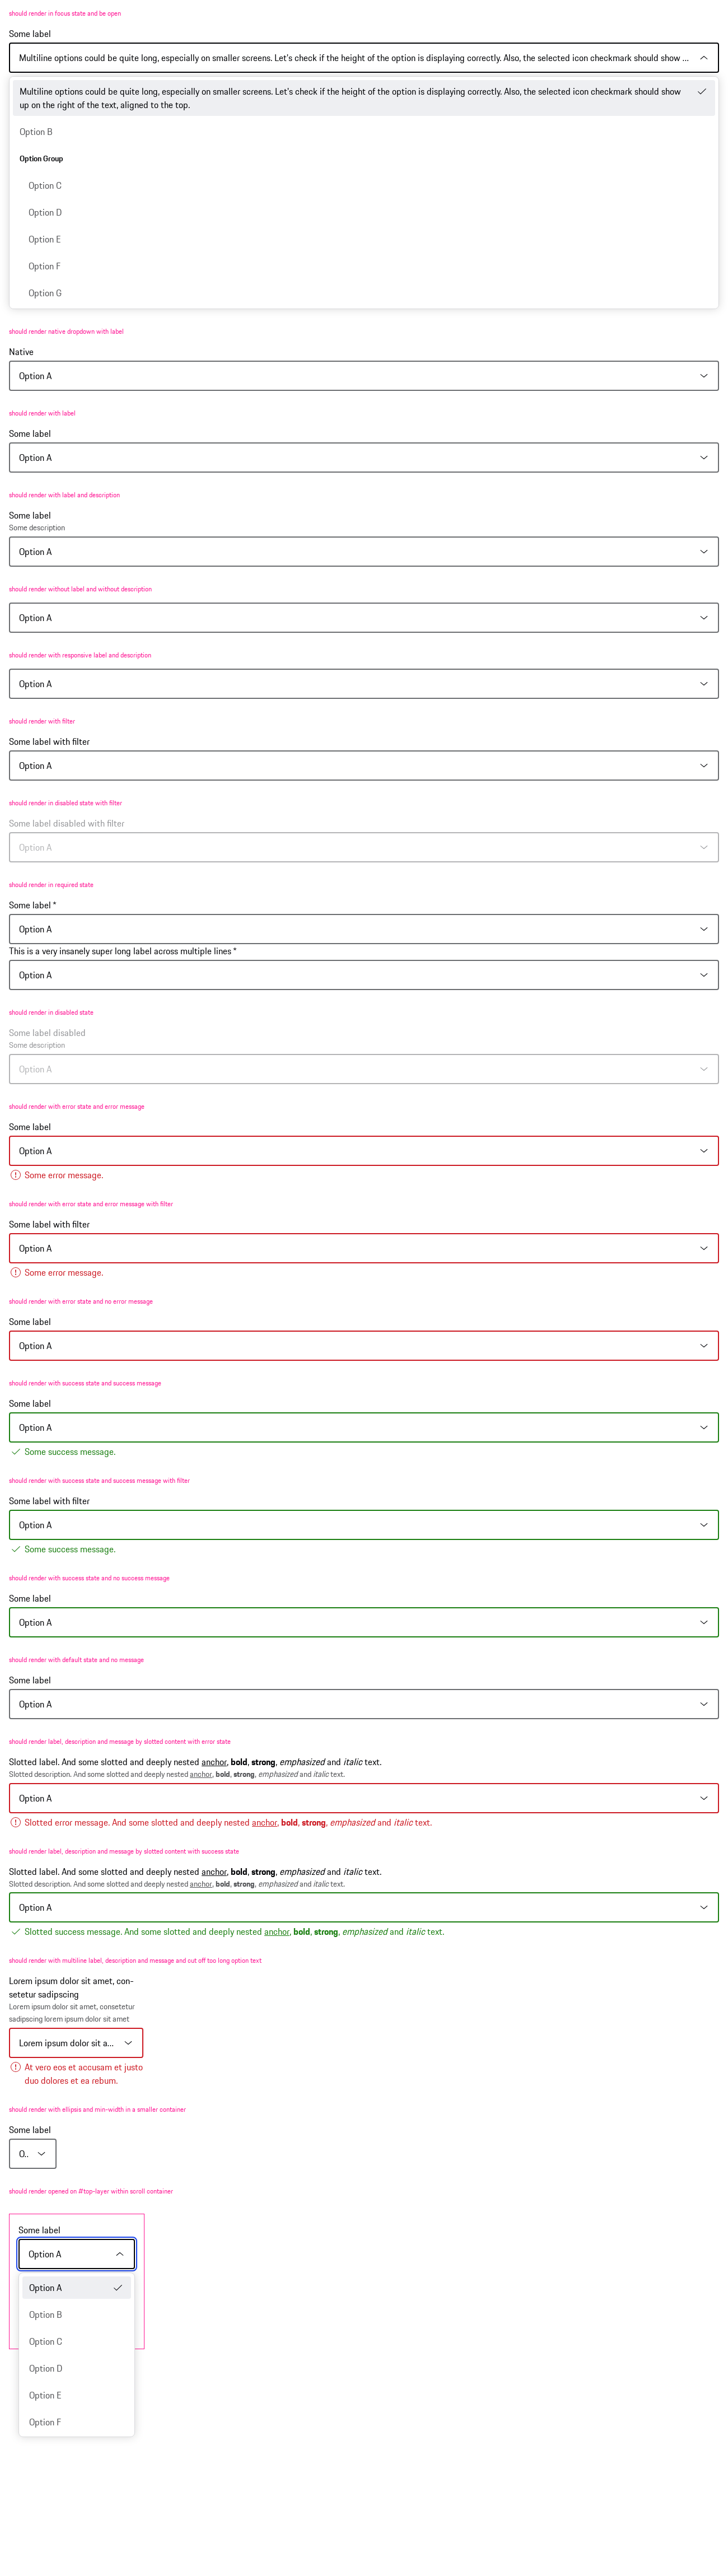 should render in focus state and be open
Some label
Multiline options could be quite long, especially on smaller screens. Let's check if the height of the option is displaying correctly. Also, the selected icon checkmark should show ...
Multiline options could be quite long, especially on smaller screens. Let's check if the height of the option is displaying correctly. Also, the selected icon checkmark should show
up on the right of the text, aligned to the top.
Option B
Option Group
Option C
Option D
Option E
Option F
Option G
should render native dropdown with label
Native
Option A
should render with label
Some label
Option A
should render with label and description
Some label
Some description
Option A
should render without label and without description
Option A
should render with responsive label and description
Option A
should render with filter
Some label with filter
Option A
should render in disabled state with filter
Some label disabled with filter
Option A
should render in required state
Some label *
Option A
This is a very insanely super long label across multiple lines *
Option A
should render in disabled state
Some label disabled
Some description
Option A
should render with error state and error message
Some label
Option A
Some error message.
should render with error state and error message with filter
Some label with filter
Option A
Some error message.
should render with error state and no error message
Some label
Option A
should render with success state and success message
Some label
Option A
Some success message.
should render with success state and success message with filter
Some label with filter
Option A
Some success message.
should render with success state and no success message
Some label
Option A
should render with default state and no message
Some label
Option A
should render label, description and message by slotted content with error state
Slotted label. And some slotted and deeply nested anchor, bold, strong, emphasized and italic text.
Slotted description. And some slotted and deeply nested anchor, bold, strong, emphasized and italic text.
Option A
Slotted error message. And some slotted and deeply nested anchor, bold, strong, emphasized and italic text.
should render label, description and message by slotted content with success state
Slotted label. And some slotted and deeply nested anchor, bold, strong, emphasized and italic text.
Slotted description. And some slotted and deeply nested anchor, bold, strong, emphasized and italic text.
Option A
Slotted success message. And some slotted and deeply nested anchor, bold, strong, emphasized and italic text.
should render with multiline label, description and message and cut off too long option text
Lorem ipsum dolor sit amet, con-
setetur sadipscing
Lorem ipsum dolor sit amet, consetetur
sadipscing lorem ipsum dolor sit amet
Lorem ipsum dolor sit a...
At vero eos et accusam et justo
duo dolores et ea rebum.
should render with ellipsis and min-width in a smaller container
Some label
O..
should render opened on #top-layer within scroll container
Some label
Option A
Option A
Option B
Option C
Option D
Option E
Option F